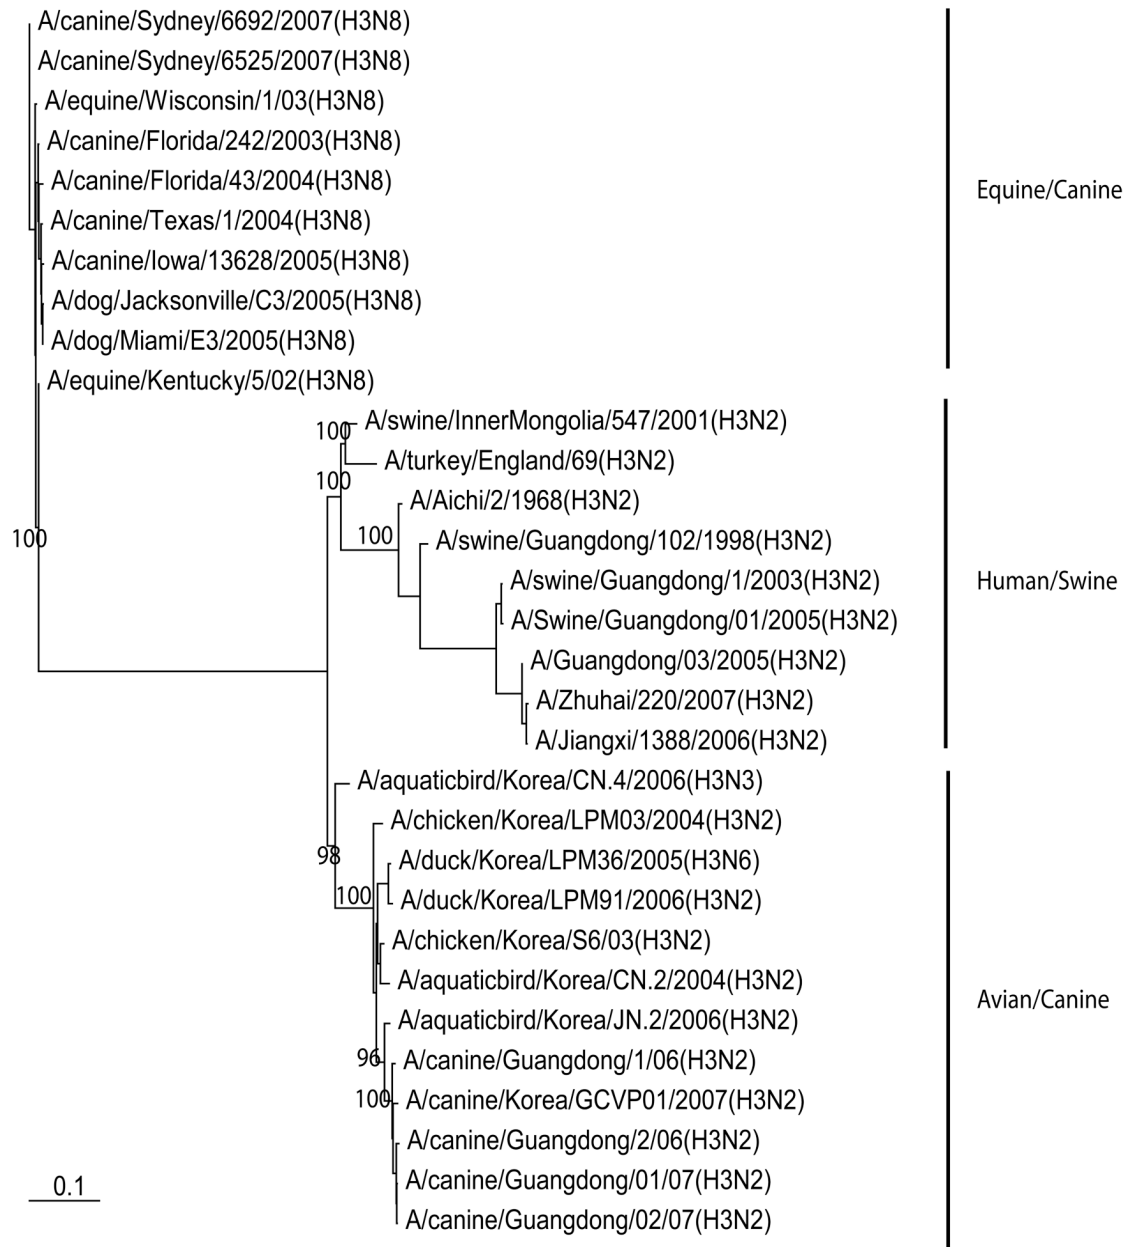 A/canine/Sydney/6692/2007(H3N8)
A/canine/Sydney/6525/2007(H3N8)
A/equine/Wisconsin/1/03(H3N8)
A/canine/Florida/242/2003(H3N8)
A/canine/Florida/43/2004(H3N8)
Equine/Canine
A/canine/Texas/1/2004(H3N8)
A/canine/Iowa/13628/2005(H3N8)
A/dog/Jacksonville/C3/2005(H3N8)
A/dog/Miami/E3/2005(H3N8)
A/equine/Kentucky/5/02(H3N8)
A/swine/InnerMongolia/547/2001(H3N2)
100
A/turkey/England/69(H3N2)
100
A/Aichi/2/1968(H3N2)
100
100
A/swine/Guangdong/102/1998(H3N2)
A/swine/Guangdong/1/2003(H3N2)
Human/Swine
A/Swine/Guangdong/01/2005(H3N2)
A/Guangdong/03/2005(H3N2)
A/Zhuhai/220/2007(H3N2)
A/Jiangxi/1388/2006(H3N2)
A/aquaticbird/Korea/CN.4/2006(H3N3)
A/chicken/Korea/LPM03/2004(H3N2)
98
A/duck/Korea/LPM36/2005(H3N6)
100
A/duck/Korea/LPM91/2006(H3N2)
A/chicken/Korea/S6/03(H3N2)
A/aquaticbird/Korea/CN.2/2004(H3N2)
Avian/Canine
A/aquaticbird/Korea/JN.2/2006(H3N2)
96
A/canine/Guangdong/1/06(H3N2)
100
A/canine/Korea/GCVP01/2007(H3N2)
A/canine/Guangdong/2/06(H3N2)
A/canine/Guangdong/01/07(H3N2)
0.1
A/canine/Guangdong/02/07(H3N2)